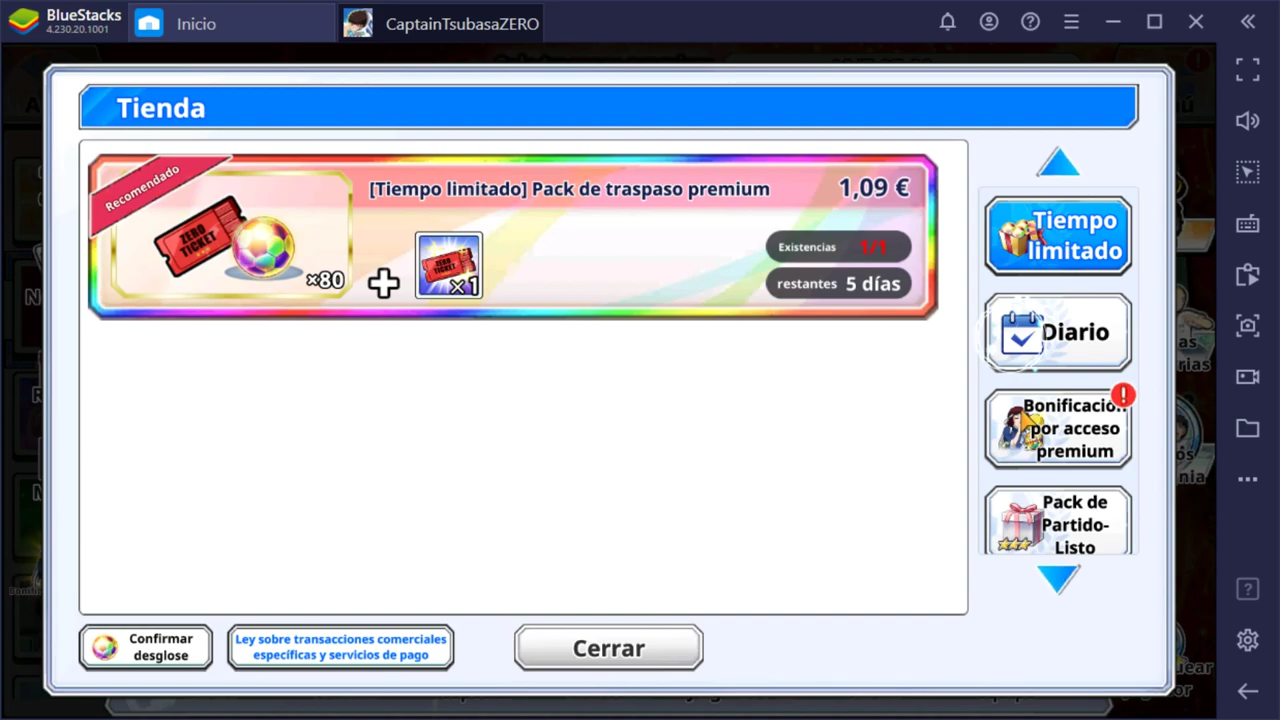 BlueStacks
4.230.20.1001
Inicio
CaptainTsubasaZERO
Tienda
Recomendado
[Tiempo limitado] Pack de traspaso premium
1,09 €
ZERO
TICKET
×80
ZERO
TICKET
×1
Existencias 1/1
restantes 5 días
Tiempo
limitado
Diario
Bonificación
por acceso
premium
Pack de
Partido-
Listo
Confirmar
desglose
Ley sobre transacciones comerciales
específicas y servicios de pago
Cerrar